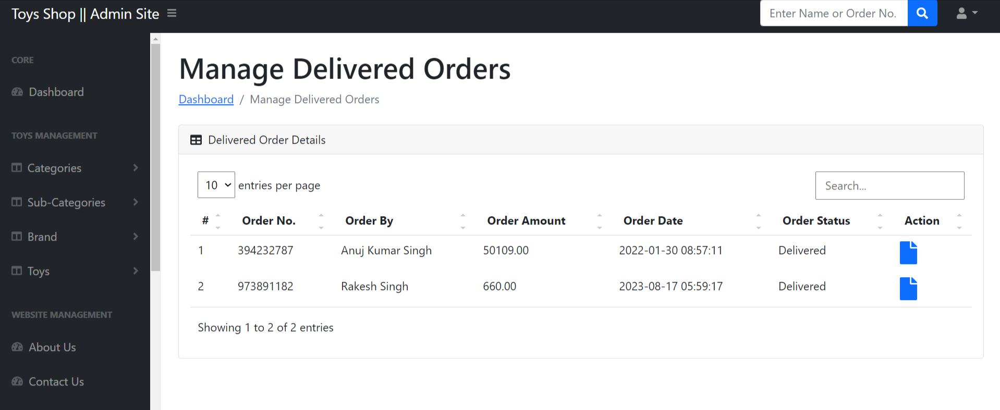 Toys Shop || Admin Site
Enter Name or Order No.
CORE
Dashboard
TOYS MANAGEMENT
Categories
Sub-Categories
Brand
Toys
WEBSITE MANAGEMENT
About Us
Contact Us
Manage Delivered Orders
Dashboard / Manage Delivered Orders
Delivered Order Details
10 entries per page
Search...
# Order No. Order By Order Amount Order Date Order Status Action
1 394232787 Anuj Kumar Singh 50109.00 2022-01-30 08:57:11 Delivered
2 973891182 Rakesh Singh 660.00 2023-08-17 05:59:17 Delivered
Showing 1 to 2 of 2 entries